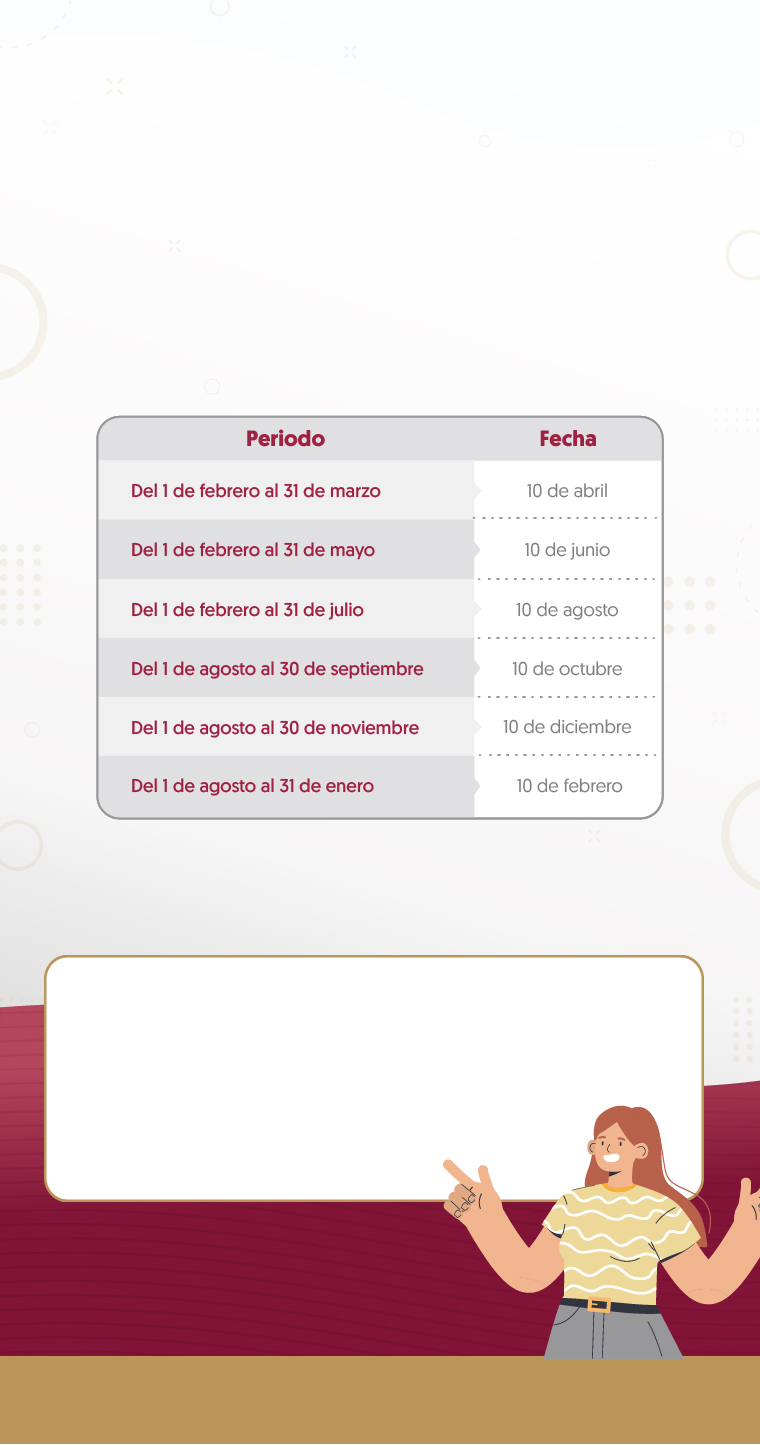 Periodo Fecha
Del 1 de febrero al 31 de marzo 10 de abril
Del 1 de febrero al 31 de mayo 10 de junio
Del 1 de febrero al 31 de julio 10 de agosto
Del 1 de agosto al 30 de septiembre 10 de octubre
Del 1 de agosto al 30 de noviembre 10 de diciembre
Del 1 de agosto al 31 de enero 10 de febrero